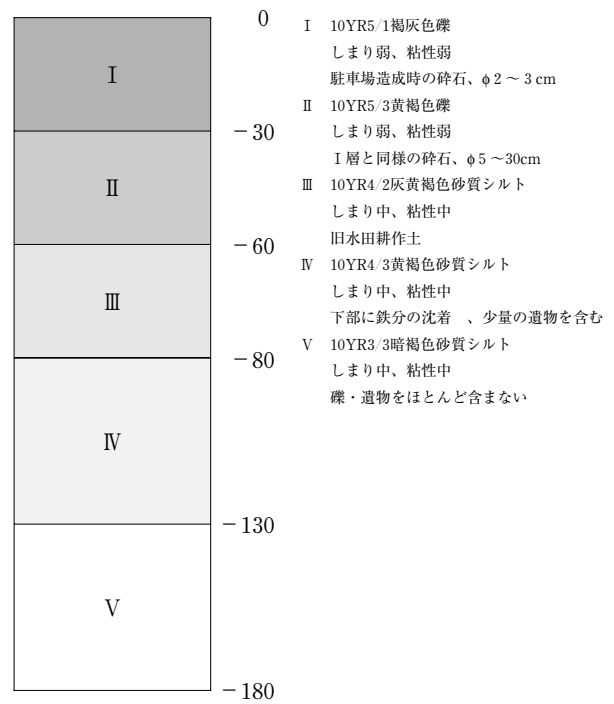 0
Ⅰ
－30
Ⅱ
－60
Ⅲ
－80
Ⅳ
－130
Ⅴ
－180
Ⅰ 10YR5/1褐灰色礫
しまり弱、粘性弱
駐車場造成時の砕石、φ2～3cm
Ⅱ 10YR5/3黄褐色礫
しまり弱、粘性弱
Ⅰ層と同様の砕石、φ5～30cm
Ⅲ 10YR4/2灰黄褐色砂質シルト
しまり中、粘性中
旧水田耕作土
Ⅳ 10YR4/3黄褐色砂質シルト
しまり中、粘性中
下部に鉄分の沈着　、少量の遺物を含む
Ⅴ 10YR3/3暗褐色砂質シルト
しまり中、粘性中
礫・遺物をほとんど含まない